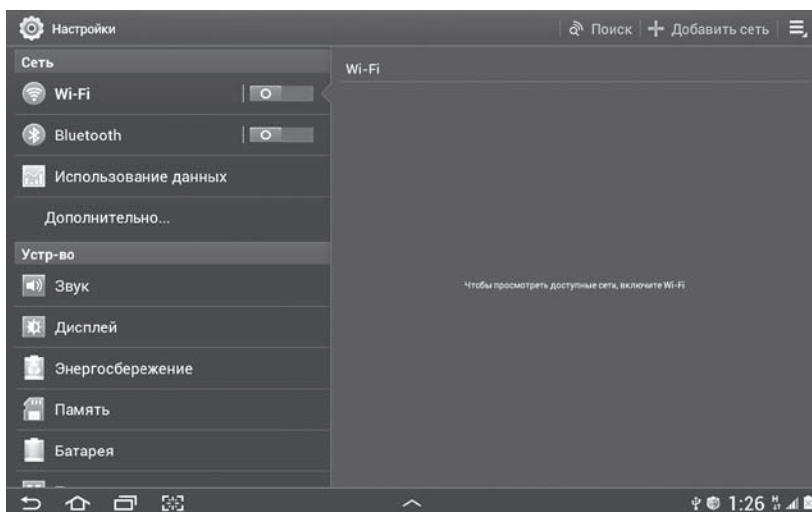 Настройки
Поиск
Добавить сеть
Сеть
Wi-Fi
Bluetooth
Использование данных
Дополнительно...
Устр-во
Звук
Дисплей
Энергосбережение
Память
Батарея
Wi-Fi
Чтобы просмотреть доступные сети, включите Wi-Fi
1:26
H